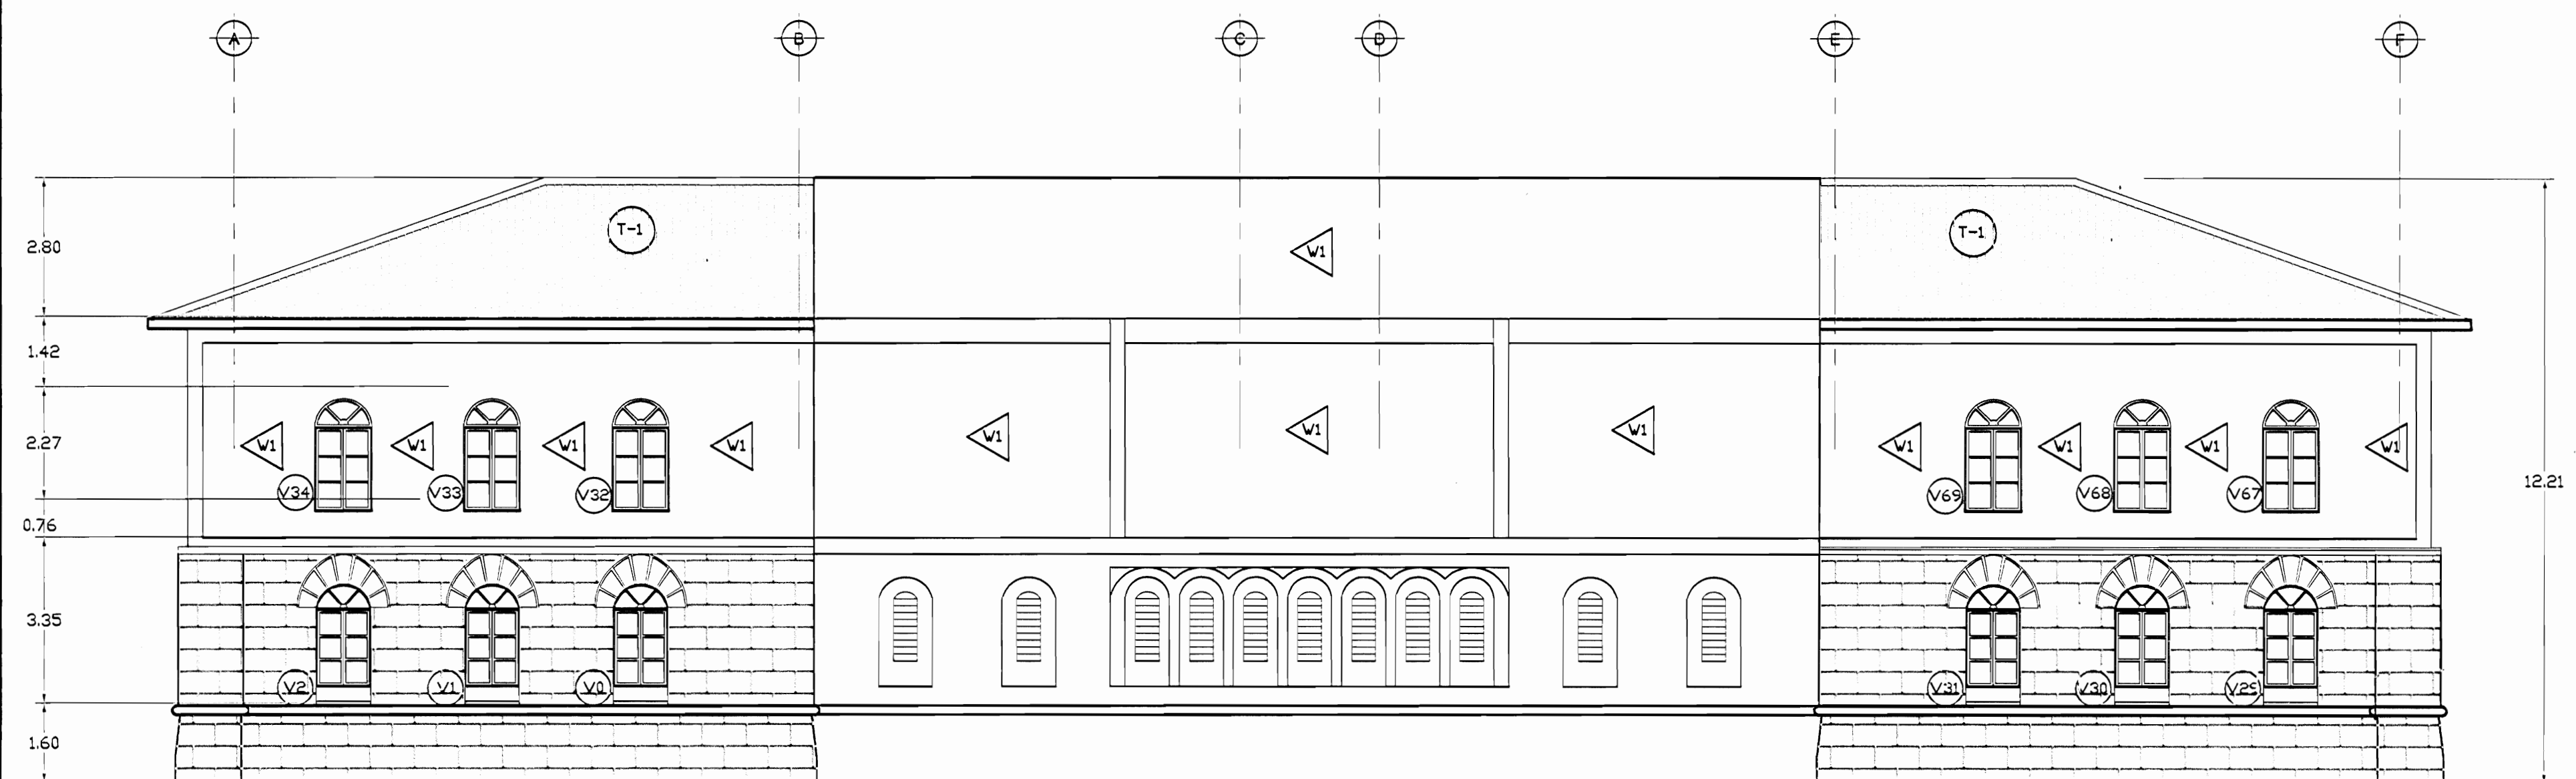 A B C D E F
T-1 T-1
2.80
W1
1.42
W1 W1 W1 W1 W1 W1 W1 W1 W1 W1 W1
2.27
V34 V33 V32 V69 V68 V67
12.21
0.76
3.35
V2 V1 V0 V31 V30 V29
1.60